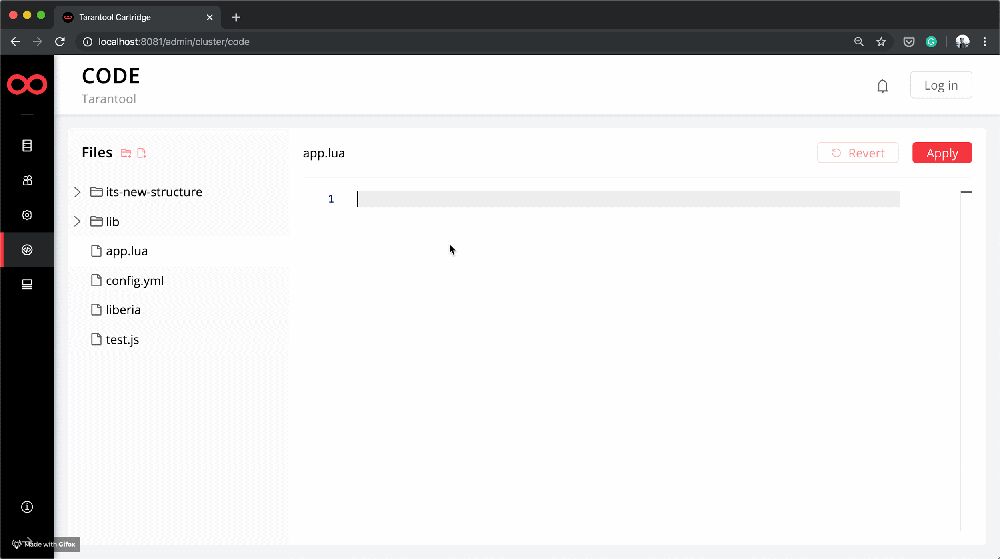 Tarantool Cartridge
localhost:8081/admin/cluster/code
CODE
Tarantool
Log in
Files
app.lua
Revert
Apply
its-new-structure
lib
app.lua
config.yml
liberia
test.js
1
Made with Gifox